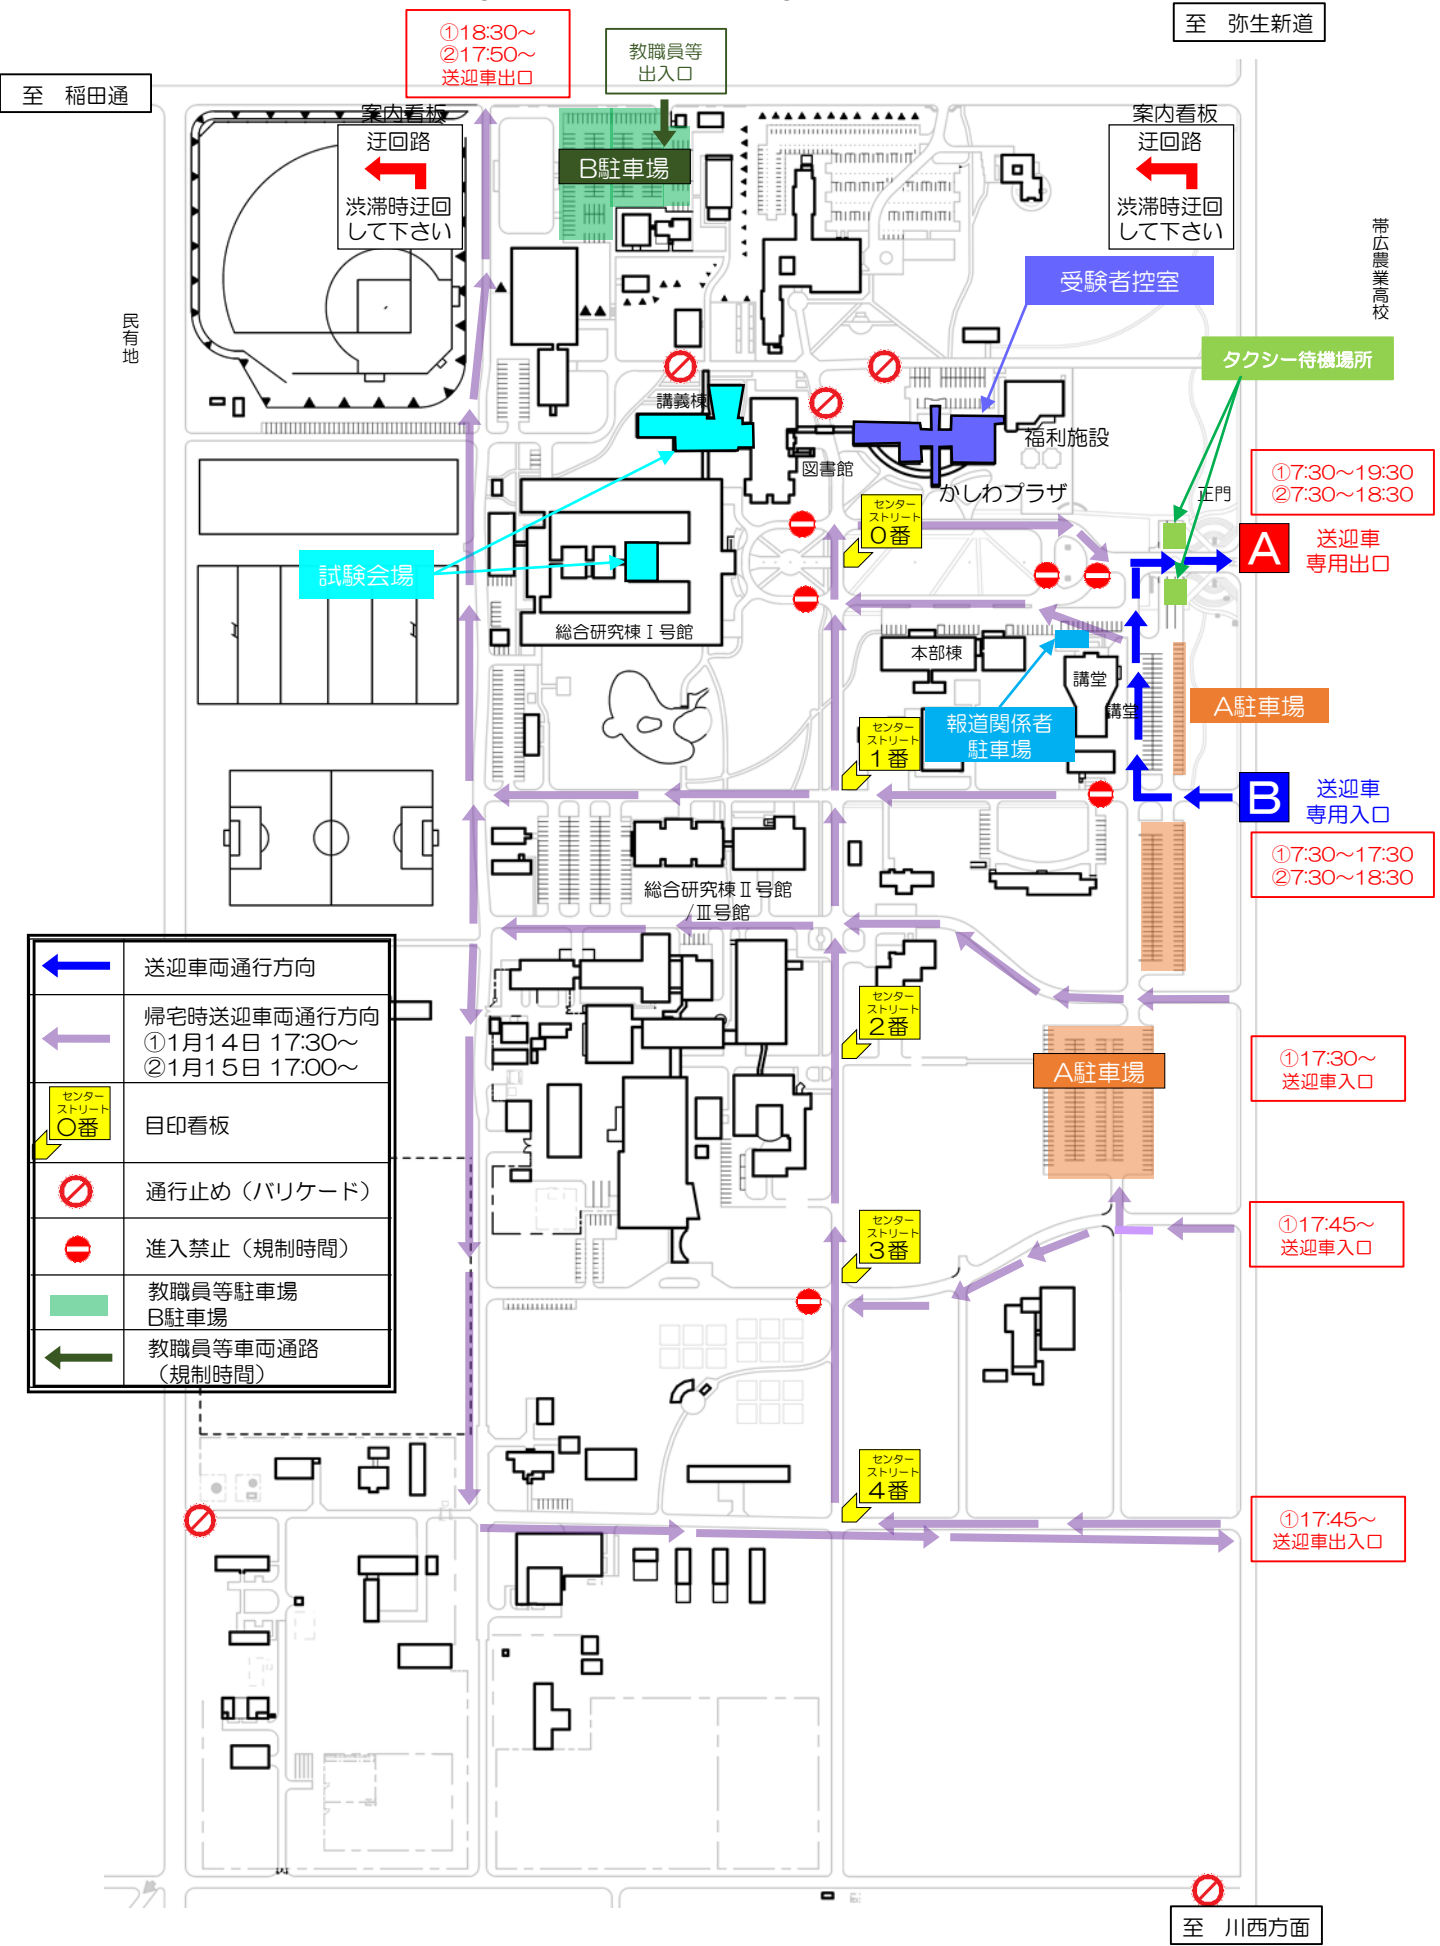 至 弥生新道
①18:30～
②17:50～
送迎車出口
教職員等
出入口
至 稲田通
案内看板
迂回路
渋滞時迂回
して下さい
B駐車場
案内看板
迂回路
渋滞時迂回
して下さい
帯広農業高校
民有地
受験者控室
タクシー待機場所
講義棟
図書館
福利施設
かしわプラザ
正門
①7:30～19:30
②7:30～18:30
センター
ストリート
0番
A
送迎車
専用出口
試験会場
総合研究棟Ⅰ号館
本部棟
講堂
講堂
A駐車場
報道関係者
駐車場
センター
ストリート
1番
B
送迎車
専用入口
①7:30～17:30
②7:30～18:30
総合研究棟Ⅱ号館
/Ⅲ号館
送迎車両通行方向
帰宅時送迎車両通行方向
①1月14日 17:30～
②1月15日 17:00～
センター
ストリート
〇番
目印看板
通行止め（バリケード）
進入禁止（規制時間）
教職員等駐車場
B駐車場
教職員等車両通路
（規制時間）
センター
ストリート
2番
A駐車場
①17:30～
送迎車入口
センター
ストリート
3番
①17:45～
送迎車入口
センター
ストリート
4番
①17:45～
送迎車出入口
至 川西方面